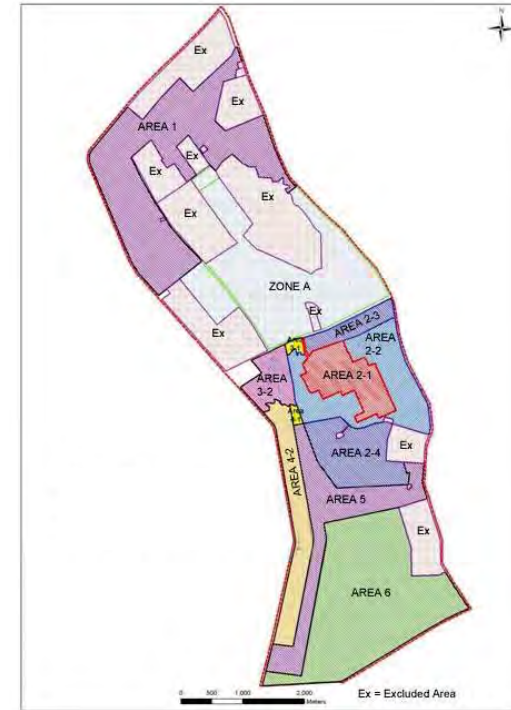 N
Ex
Ex
AREA 1
Ex
Ex
Ex
Ex
ZONE A
Ex
Ex
AREA 2-3
AREA
2-2
AREA 2-1
AREA
3-2
AREA 2-4
Ex
AREA 4-2
AREA 5
Ex
AREA 6
0 500 1,000 2,000
Meters
Ex = Excluded Area